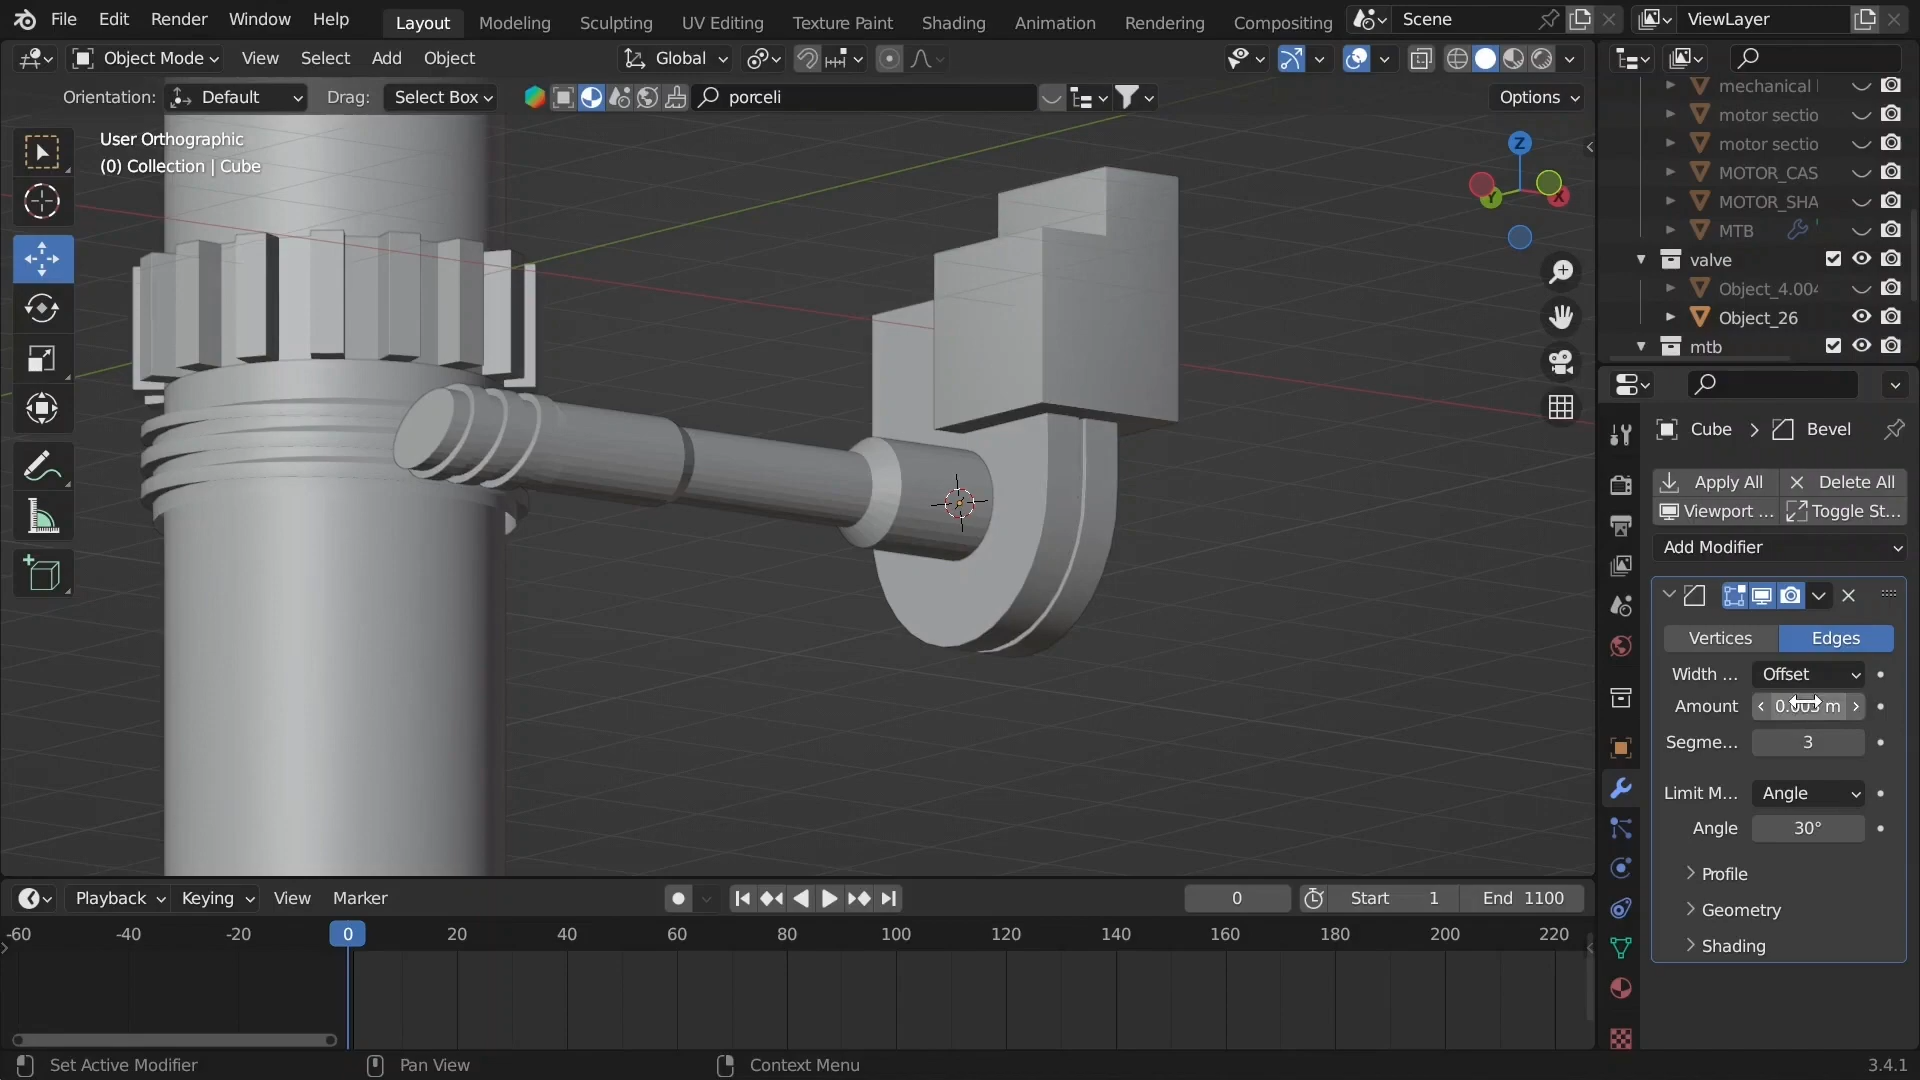 File Edit Render Window Help Layout Modeling Sculpting UV Editing Texture Paint Shading Animation Rendering Compositing Scene ViewLayer
Object Mode View Select Add Object Global
Orientation: Default Drag: Select Box porceli Options
User Orthographic
(0) Collection | Cube
Z
Y
X
mechanical
motor sectio
motor sectio
MOTOR_CAS
MOTOR_SHA
MTB
valve
Object_4.004
Object_26
mtb
Cube > Bevel
Apply All Delete All
Viewport ... Toggle St...
Add Modifier
Vertices Edges
Width ... Offset
Amount m
Segme... 3
Limit M... Angle
Angle 30°
Profile
Geometry
Shading
Playback Keying View Marker 0 Start 1 End 1100
-60 -40 -20 0 20 40 60 80 100 120 140 160 180 200 220
Set Active Modifier Pan View Context Menu 3.4.1